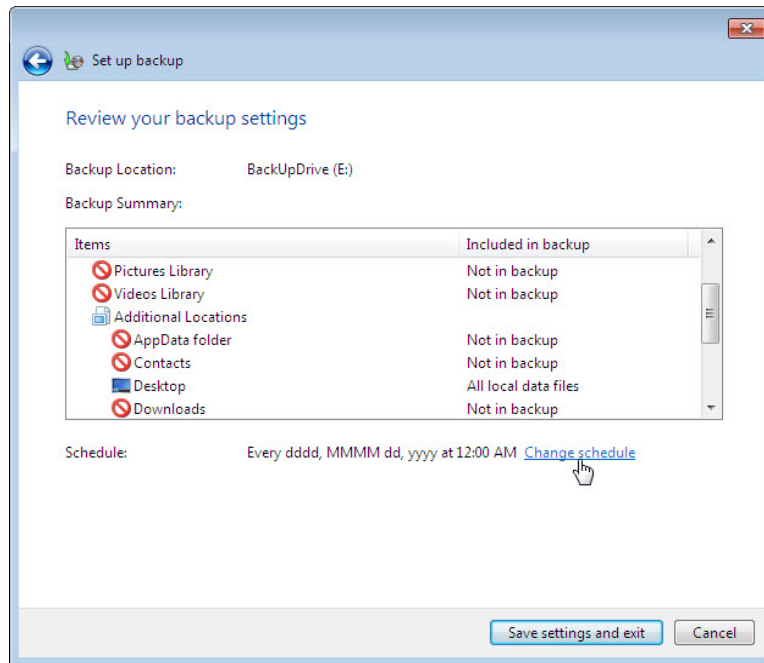 Set up backup
Review your backup settings
Backup Location: BackUpDrive (E:)
Backup Summary:
Items Included in backup
Pictures Library Not in backup
Videos Library Not in backup
Additional Locations
AppData folder Not in backup
Contacts Not in backup
Desktop All local data files
Downloads Not in backup
Schedule: Every dddd, MMMM dd, yyyy at 12:00 AM Change schedule
Save settings and exit Cancel